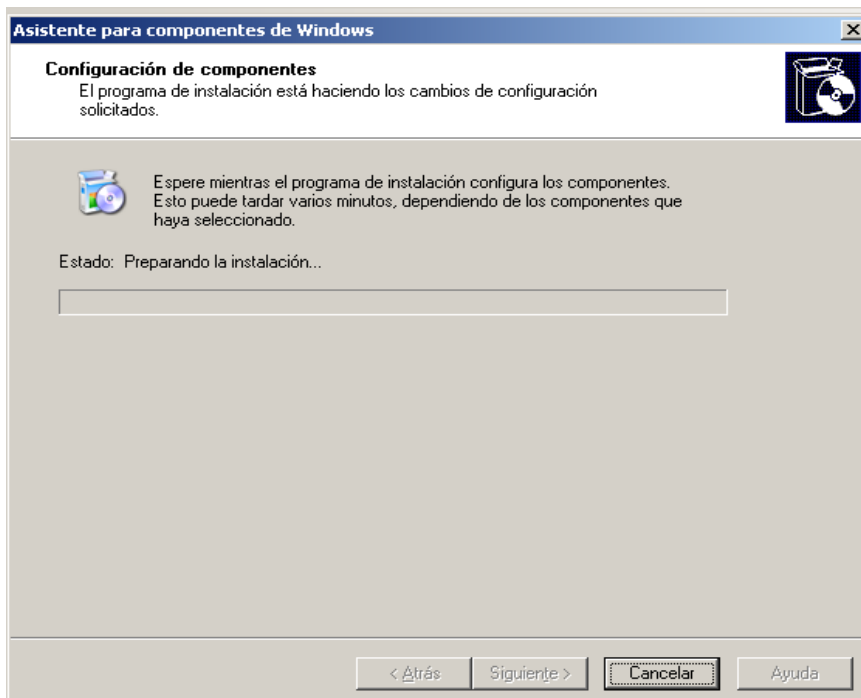 Asistente para componentes de Windows
Configuración de componentes
El programa de instalación está haciendo los cambios de configuración
solicitados.
Espere mientras el programa de instalación configura los componentes.
Esto puede tardar varios minutos, dependiendo de los componentes que
haya seleccionado.
Estado: Preparando la instalación...
< Atrás Siguiente > Cancelar Ayuda